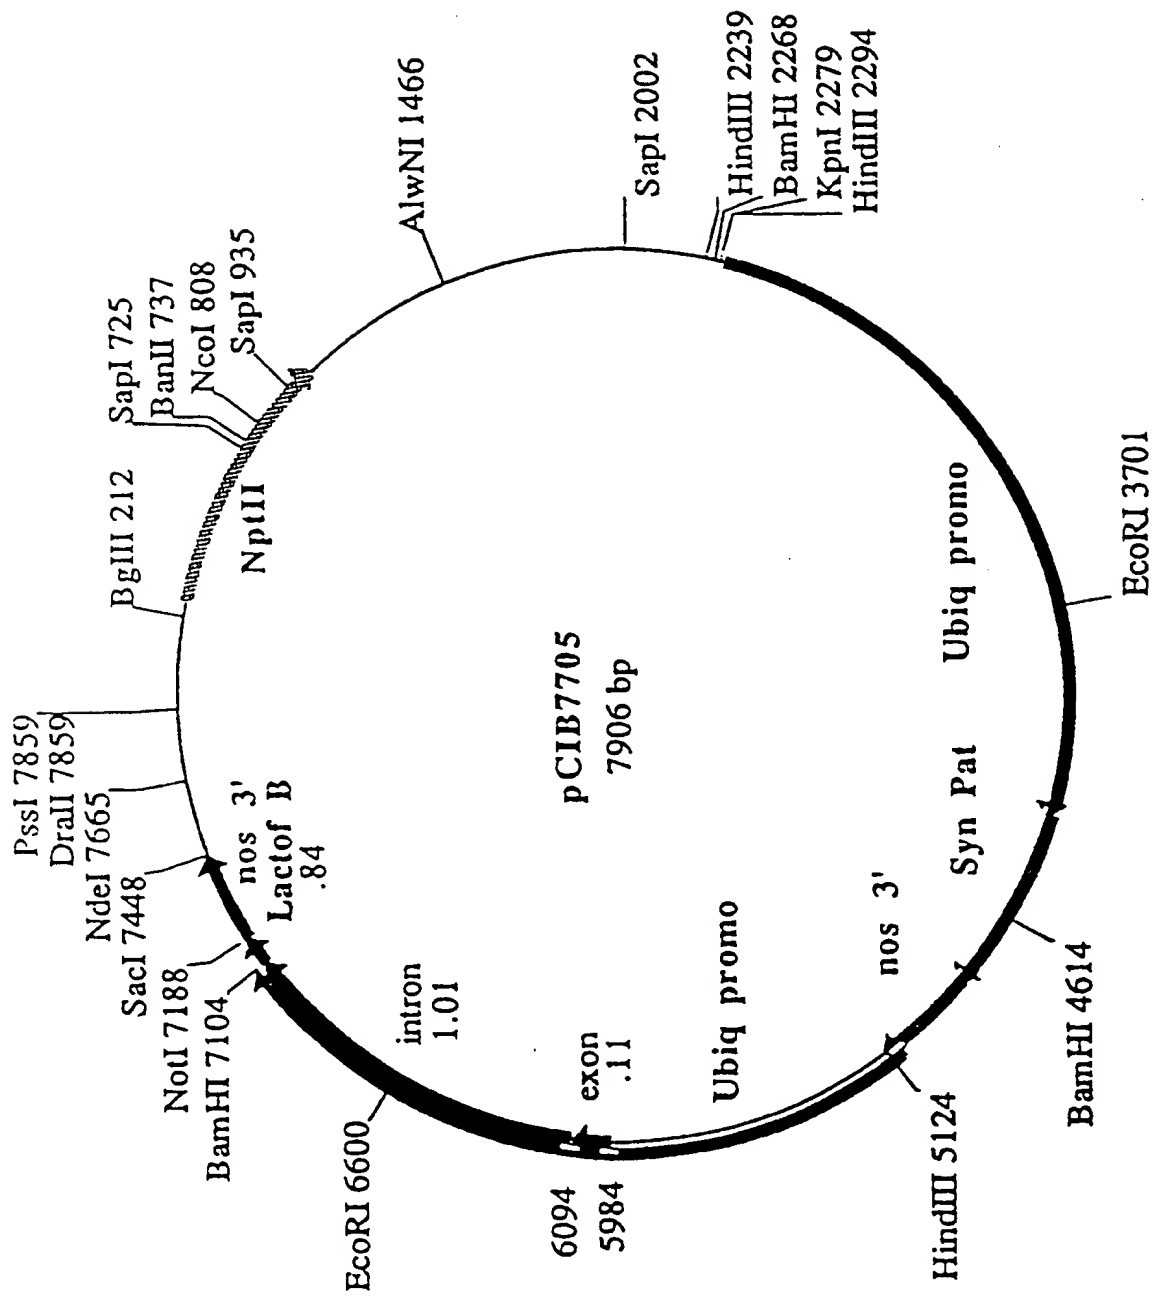 PssI 7859
DraII 7859
NdeI 7665
SacI 7448
NotI 7188
BamHI 7104
EcoRI 6600
6094
5984
HindIII 5124
BamHI 4614
EcoRI 3701
HindIII 2294
KpnI 2279
BamHI 2268
HindIII 2239
SapI 2002
AlwNI 1466
SapI 935
NcoI 808
BanII 737
SapI 725
BglII 212
NptII
nos 3'
Lactof B
.84
intron
1.01
exon
.11
Ubiq promo
nos 3'
Syn Pat
Ubiq promo
pCIB7705
7906 bp